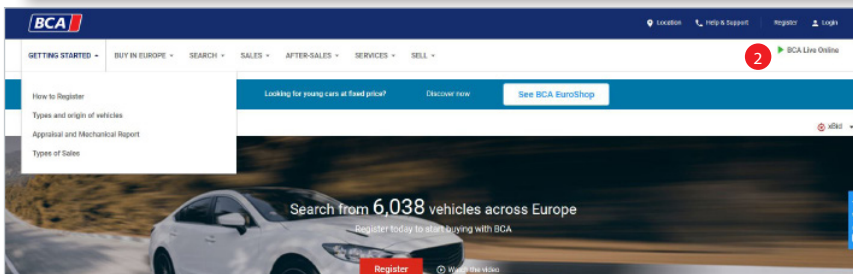 BCA
Location Help & Support Register Login
GETTING STARTED BUY IN EUROPE SEARCH SALES AFTER-SALES SERVICES SELL
2 BCA Live Online
How to Register
Types and origin of vehicles
Appraisal and Mechanical Report
Types of Sales
Looking for young cars at fixed price? Discover now See BCA EuroShop
xBid
Search from 6,038 vehicles across Europe
Register today to start buying with BCA
Register Watch the video